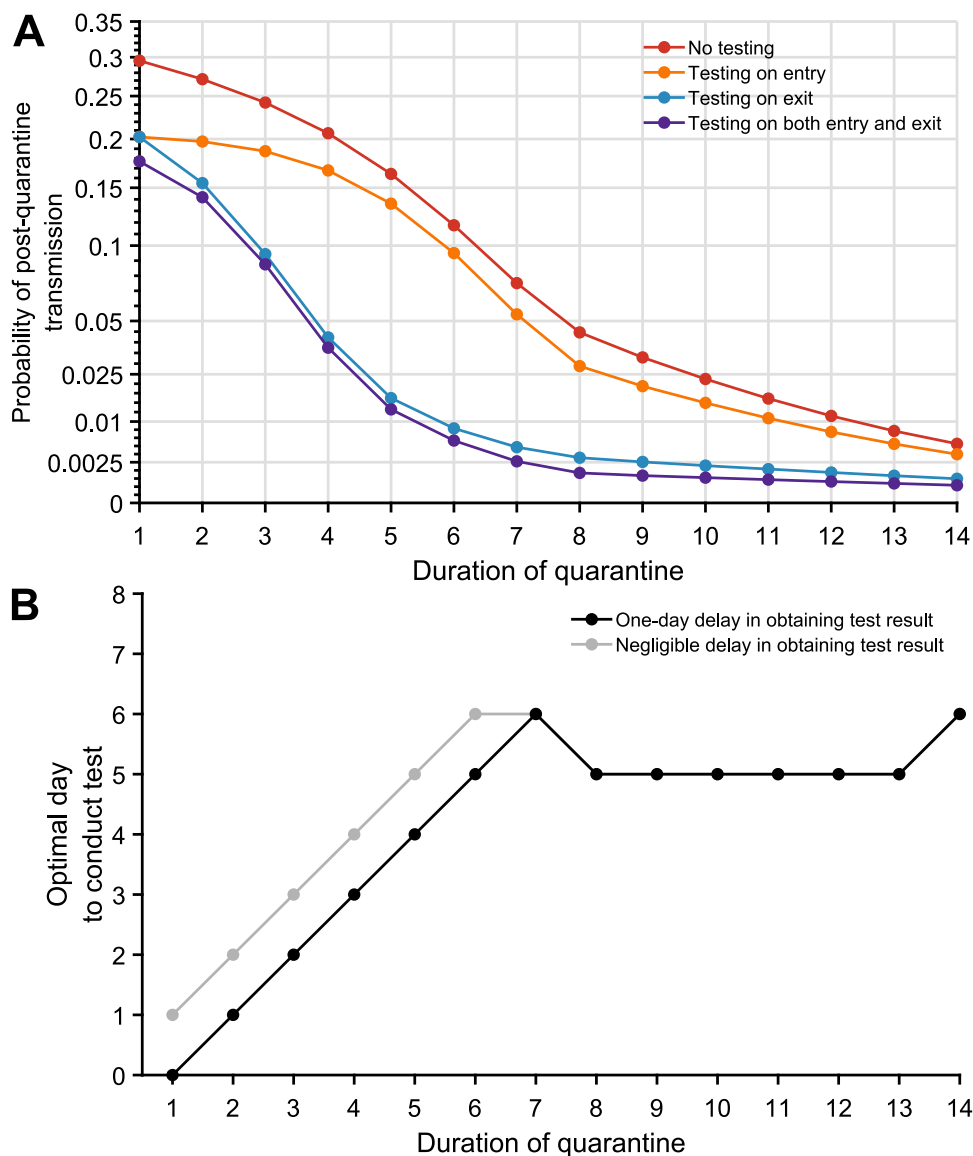 A
0.35
0.3
0.25
0.2
0.15
0.1
0.05
0.025
0.01
0.0025
0
Probability of post-quarantine
transmission
No testing
Testing on entry
Testing on exit
Testing on both entry and exit
1 2 3 4 5 6 7 8 9 10 11 12 13 14
Duration of quarantine
B
8
7
6
5
4
3
2
1
0
Optimal day
to conduct test
One-day delay in obtaining test result
Negligible delay in obtaining test result
1 2 3 4 5 6 7 8 9 10 11 12 13 14
Duration of quarantine